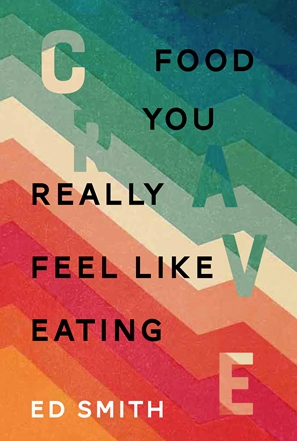 CRAVE
FOOD
YOU
REALLY
FEEL LIKE
EATING
ED SMITH